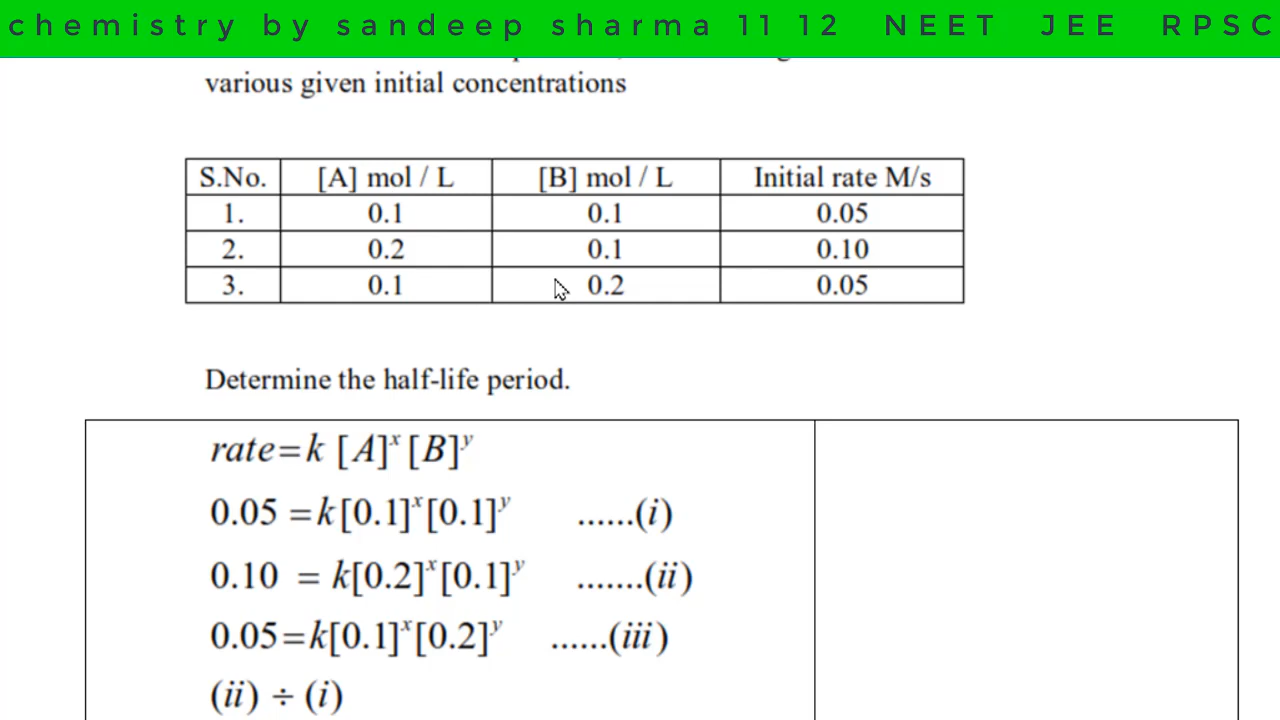 chemistry by sandeep sharma 11 12 NEET JEE RPSC
various given initial concentrations
S.No. [A] mol / L [B] mol / L Initial rate M/s
1. 0.1 0.1 0.05
2. 0.2 0.1 0.10
3. 0.1 0.2 0.05
Determine the half-life period.
rate=k [A]ˣ[B]ʸ
0.05 =k[0.1]ˣ[0.1]ʸ ......(i)
0.10 = k[0.2]ˣ[0.1]ʸ .......(ii)
0.05=k[0.1]ˣ[0.2]ʸ ......(iii)
(ii) ÷ (i)